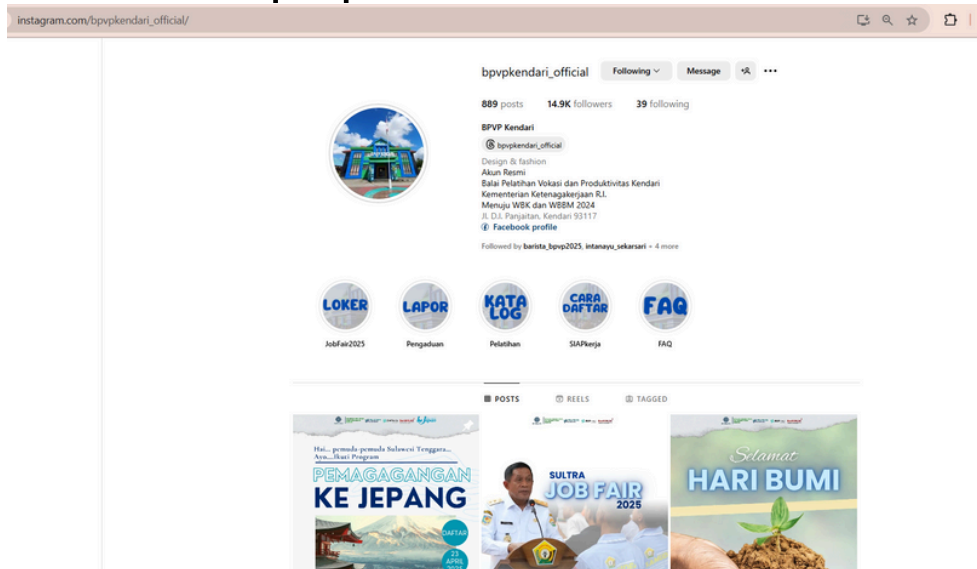 instagram.com/bpvpkendari_official/
bpvpkendari_official Following Message
889 posts 14.9K followers 39 following
BPVP Kendari
bpvpkendari_official
Design & fashion
Akun Resmi
Balai Pelatihan Vokasi dan Produktivitas Kendari
Kementerian Ketenagakerjaan R.I.
Menuju WBK dan WBBM 2024
Jl. D.I. Panjaitan, Kendari 93117
Facebook profile
Followed by barista_bpvp2025, intanayu_sekarsari + 4 more
LOKER
LAPOR
KATA
LOG
CARA
DAFTAR
FAQ
JobFair2025 Pengaduan Pelatihan SIAPkerja FAQ
POSTS REELS TAGGED
Hai... pemuda-pemuda Sulawesi Tenggara...
Ayo...Ikuti Program
PEMAGAGANGAN
KE JEPANG
DAFTAR
23
APRIL
2025
SULTRA
JOB FAIR
2025
Selamat
HARI BUMI